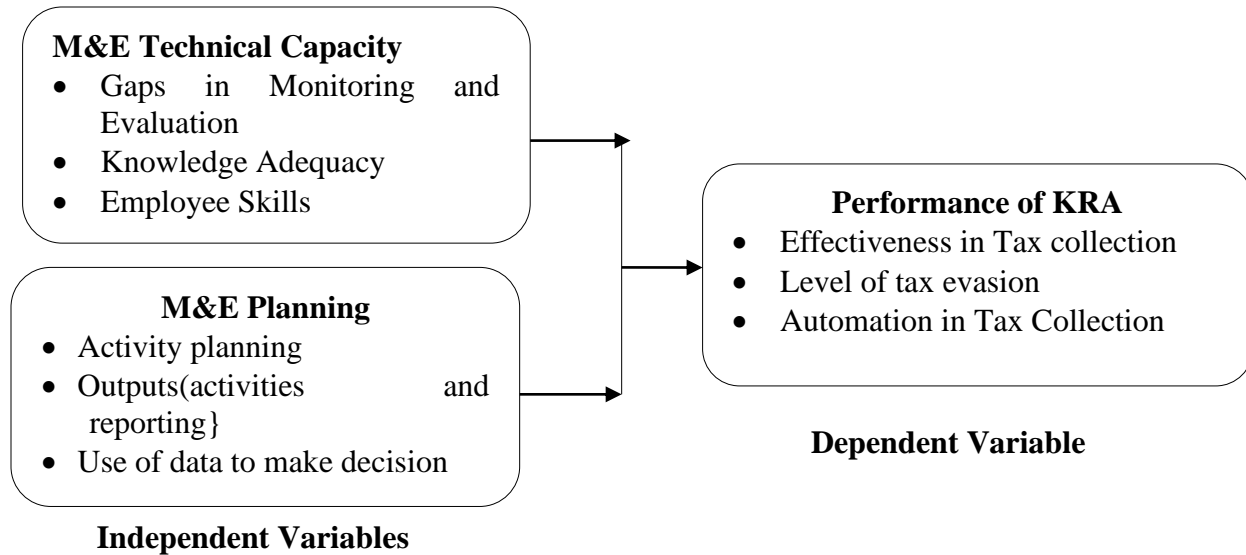 M&E Technical Capacity
• Gaps in Monitoring and
Evaluation
• Knowledge Adequacy
• Employee Skills
M&E Planning
• Activity planning
• Outputs(activities and
reporting}
• Use of data to make decision
Independent Variables
Performance of KRA
• Effectiveness in Tax collection
• Level of tax evasion
• Automation in Tax Collection
Dependent Variable